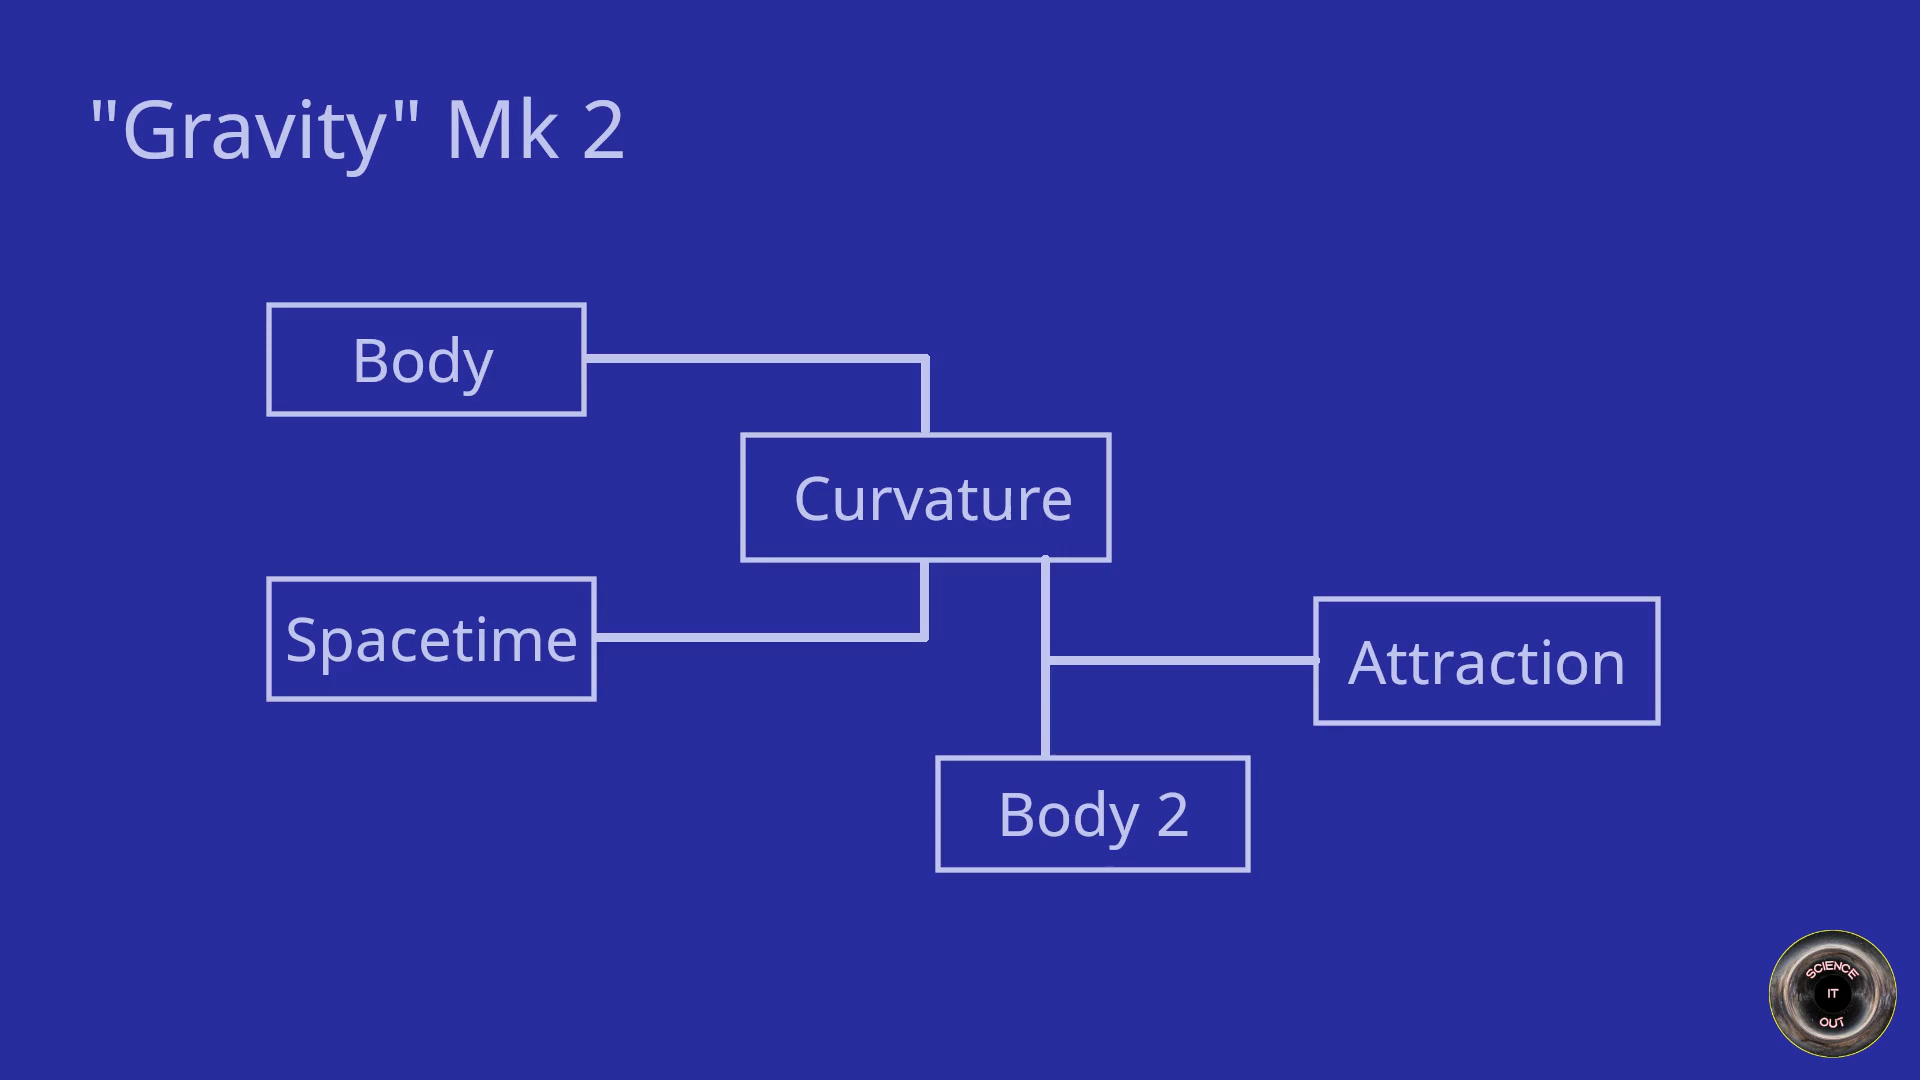 "Gravity" Mk 2
Body
Curvature
Spacetime
Attraction
Body 2
SCIENCE
IT
OUT